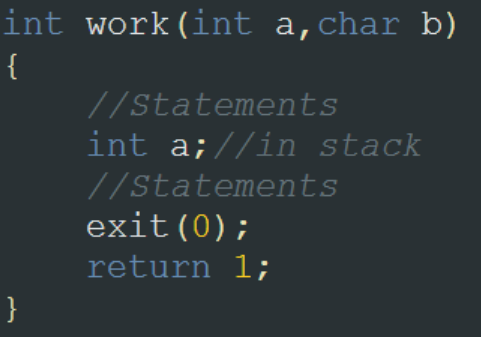 int work(int a,char b)
{
//Statements
int a;//in stack
//Statements
exit(0);
return 1;
}